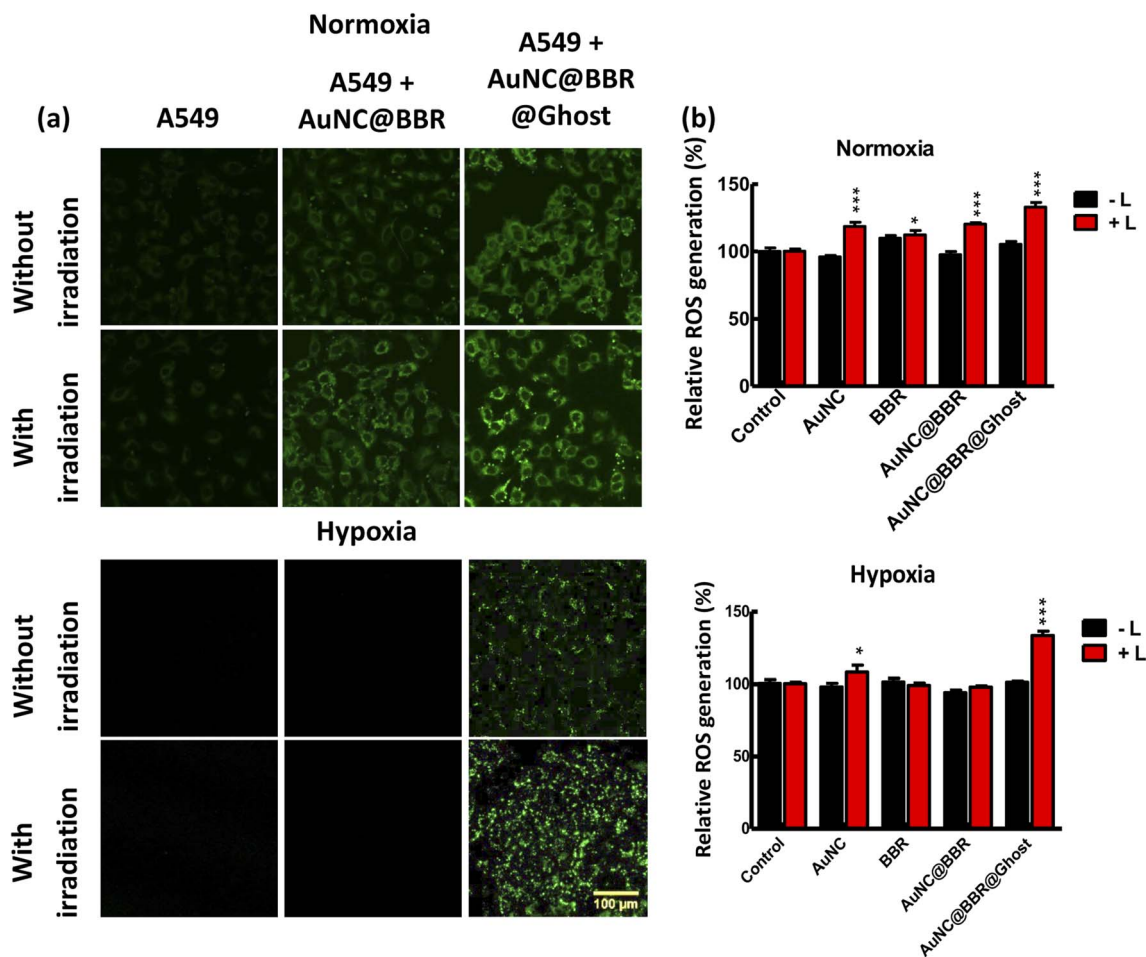 (a)
Normoxia
A549
A549 +
AuNC@BBR
A549 +
AuNC@BBR
@Ghost
Without
irradiation
With
irradiation
Hypoxia
Without
irradiation
With
irradiation
100 µm
(b)
Normoxia
Relative ROS generation (%)
150
100
50
0
***
*
***
***
- L
+ L
Control
AuNC
BBR
AuNC@BBR
AuNC@BBR@Ghost
Hypoxia
Relative ROS generation (%)
150
100
50
0
*
***
- L
+ L
Control
AuNC
BBR
AuNC@BBR
AuNC@BBR@Ghost